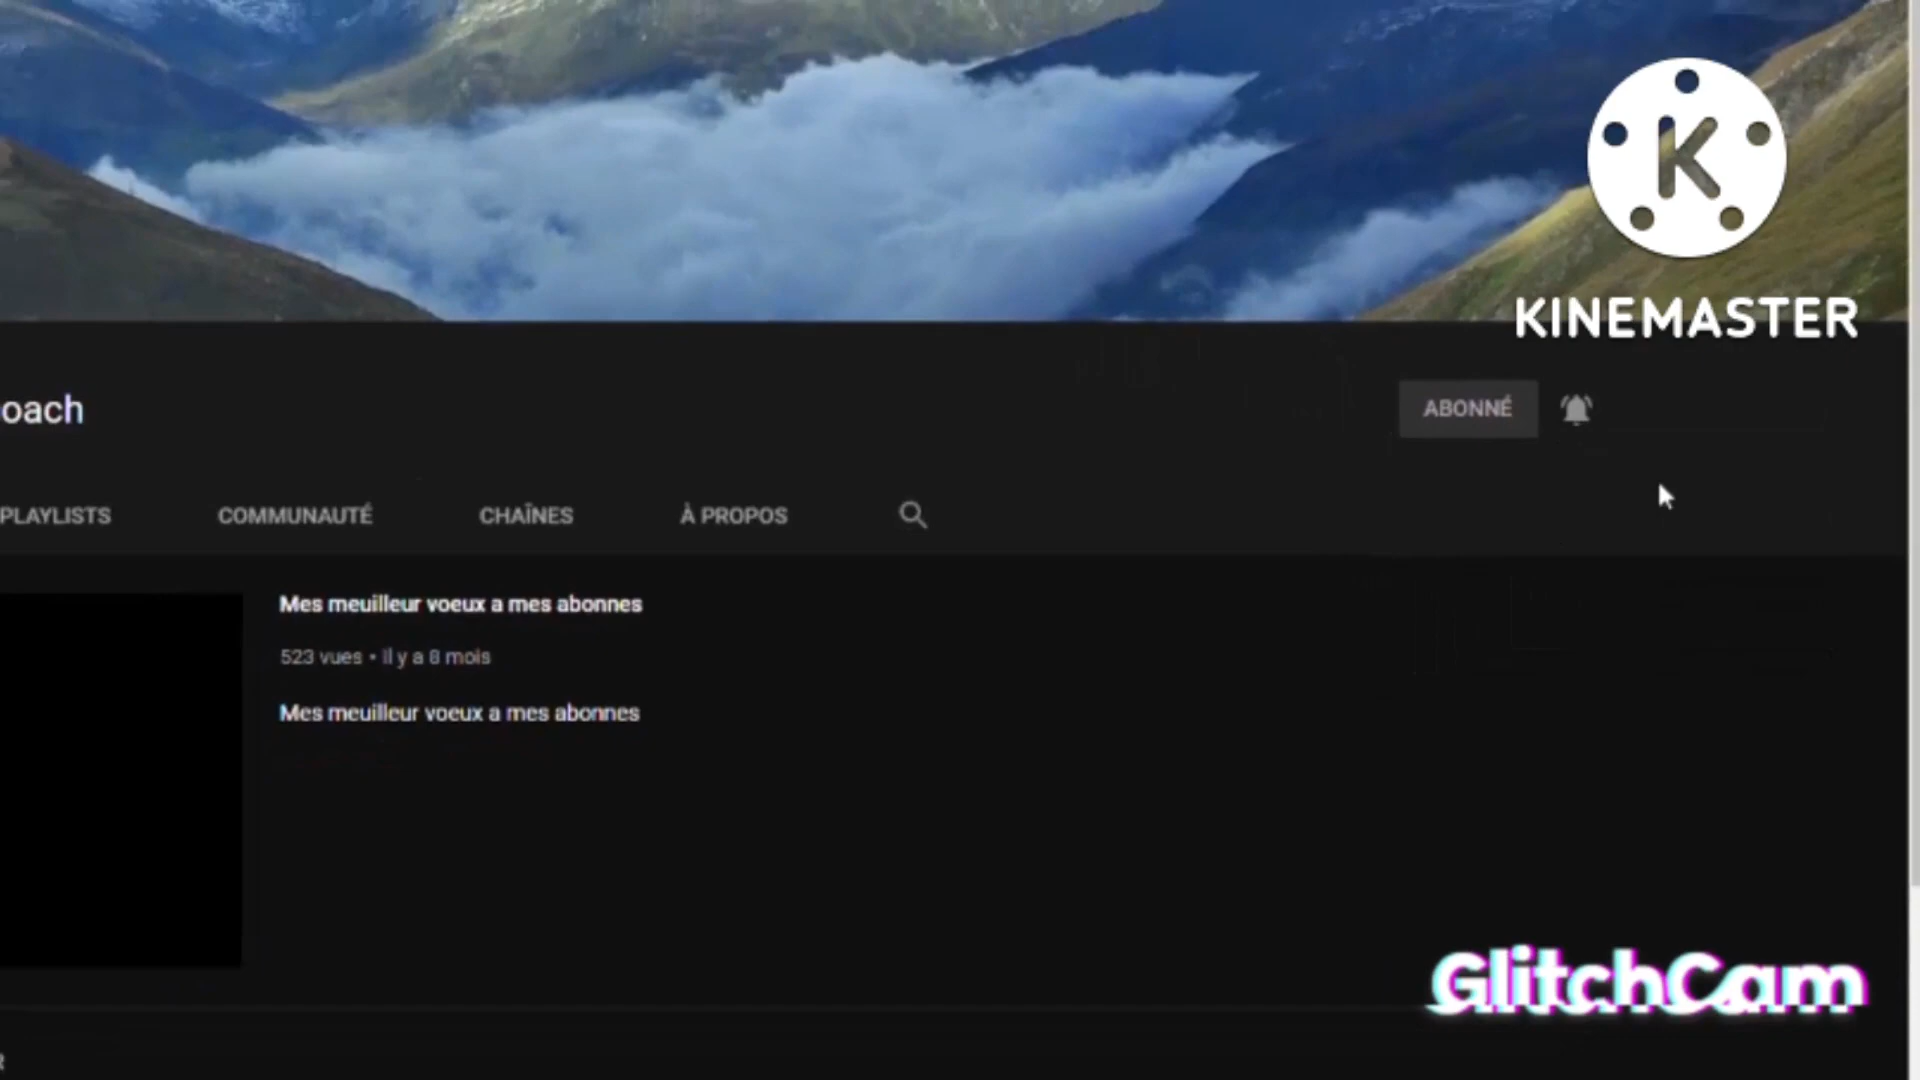 K
KINEMASTER
oach
ABONNÉ
PLAYLISTS
COMMUNAUTÉ
CHAÎNES
À PROPOS
Mes meuilleur voeux a mes abonnes
523 vues • Il y a 8 mois
Mes meuilleur voeux a mes abonnes
GlitchCam
R